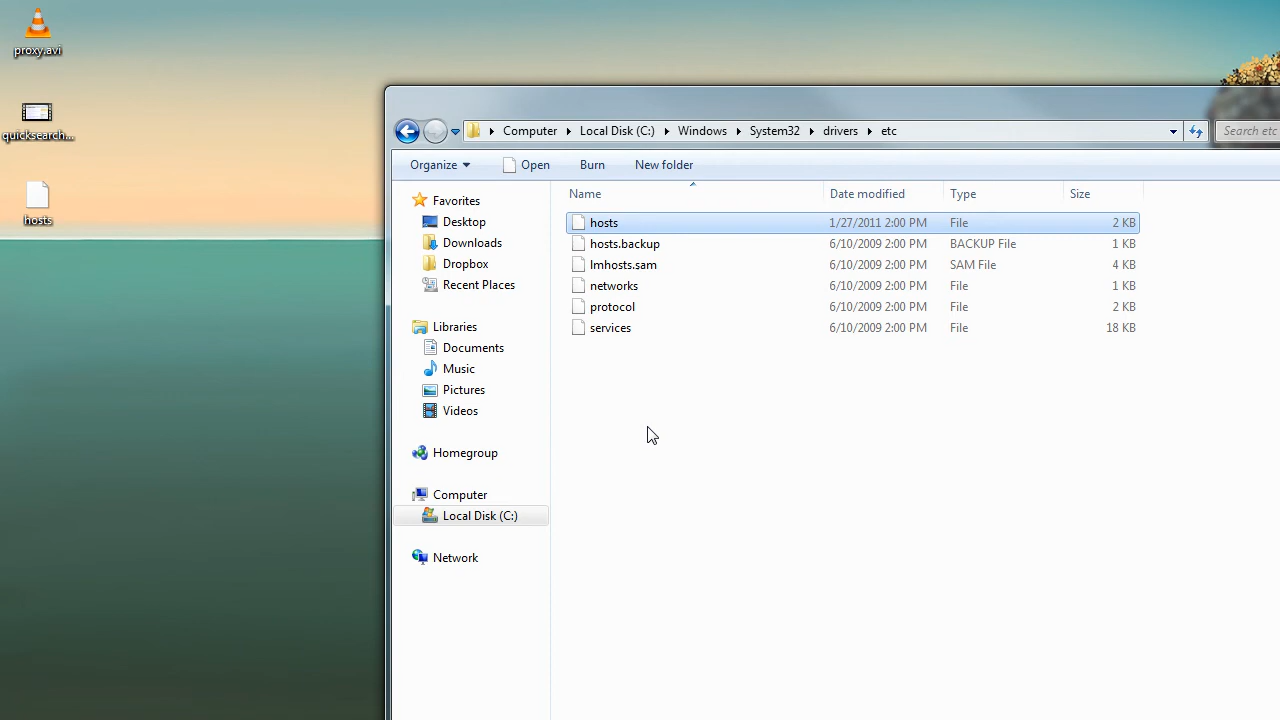 proxy.avi
quicksearch...
hosts
Computer Local Disk (C:) Windows System32 drivers etc
Search etc
Organize Open Burn New folder
Name Date modified Type Size
Favorites
Desktop
Downloads
Dropbox
Recent Places
Libraries
Documents
Music
Pictures
Videos
Homegroup
Computer
Local Disk (C:)
Network
hosts 1/27/2011 2:00 PM File 2 KB
hosts.backup 6/10/2009 2:00 PM BACKUP File 1 KB
lmhosts.sam 6/10/2009 2:00 PM SAM File 4 KB
networks 6/10/2009 2:00 PM File 1 KB
protocol 6/10/2009 2:00 PM File 2 KB
services 6/10/2009 2:00 PM File 18 KB